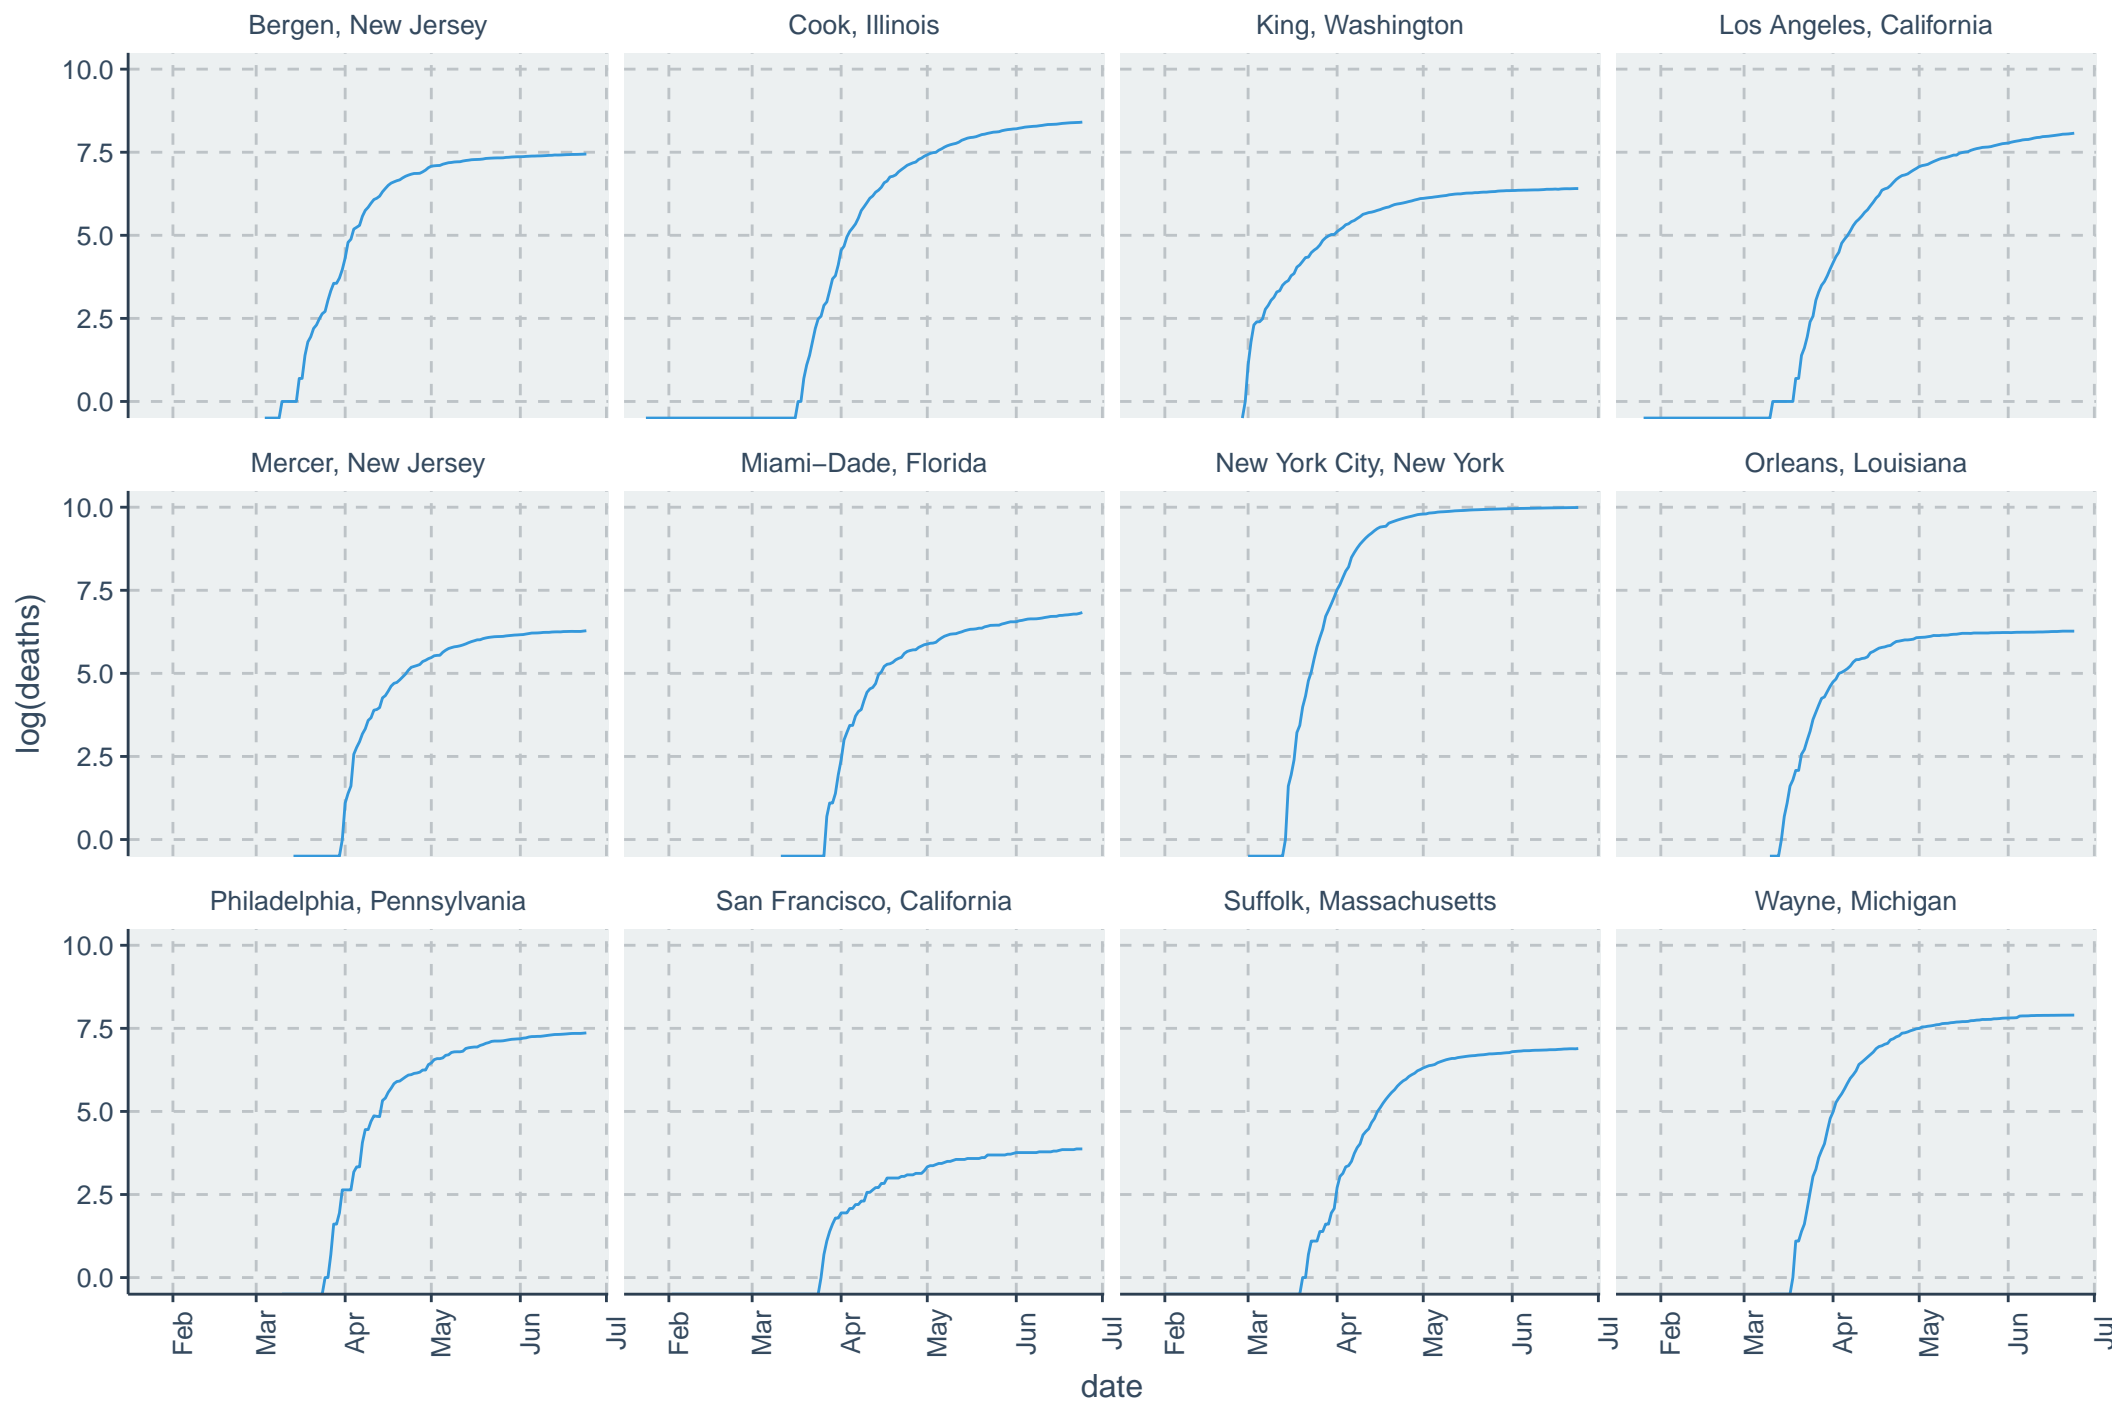 Bergen, New Jersey
Cook, Illinois
King, Washington
Los Angeles, California
10.0
7.5
5.0
2.5
0.0
Mercer, New Jersey
Miami−Dade, Florida
New York City, New York
Orleans, Louisiana
10.0
7.5
5.0
2.5
0.0
log(deaths)
Philadelphia, Pennsylvania
San Francisco, California
Suffolk, Massachusetts
Wayne, Michigan
10.0
7.5
5.0
2.5
0.0
Feb
Mar
Apr
May
Jun
Jul
Feb
Mar
Apr
May
Jun
Jul
Feb
Mar
Apr
May
Jun
Jul
Feb
Mar
Apr
May
Jun
Jul
date